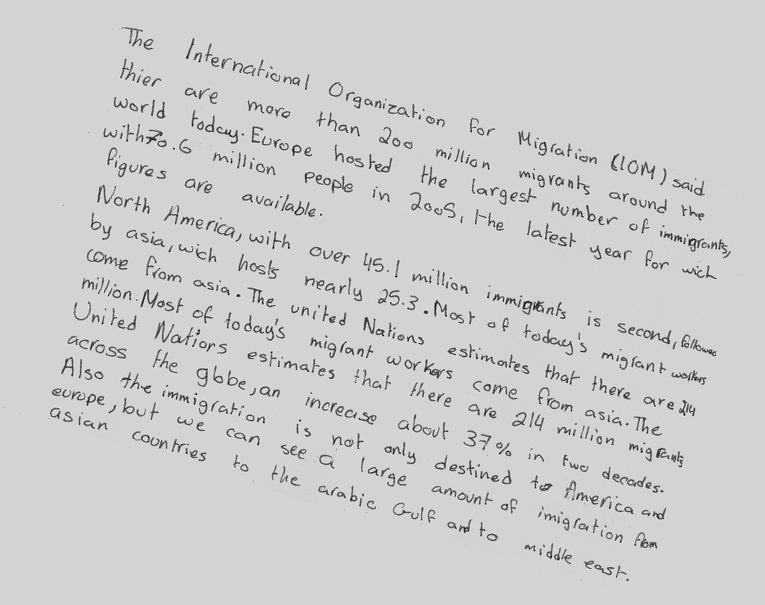 The International Organization for Migration (IOM) said
thier are more than 200 million migrants around the
world today. Europe hosted the largest number of immigrants,
with 70.6 million people in 2005, the latest year for wich
figures are available.
North America, with over 45.1 million immigrants is second, followed
by asia, wich hosts nearly 25.3. Most of today's migrant workers
come from asia. The united Nations estimates that there are 214
million. Most of today's migrant workers come from asia. The
United Nations estimates that there are 214 million migrants
across the globe, an increase about 37% in two decades.
Also the immigration is not only destined to America and
europe, but we can see a large amount of imigration from
asian countries to the arabic Gulf and to middle east.